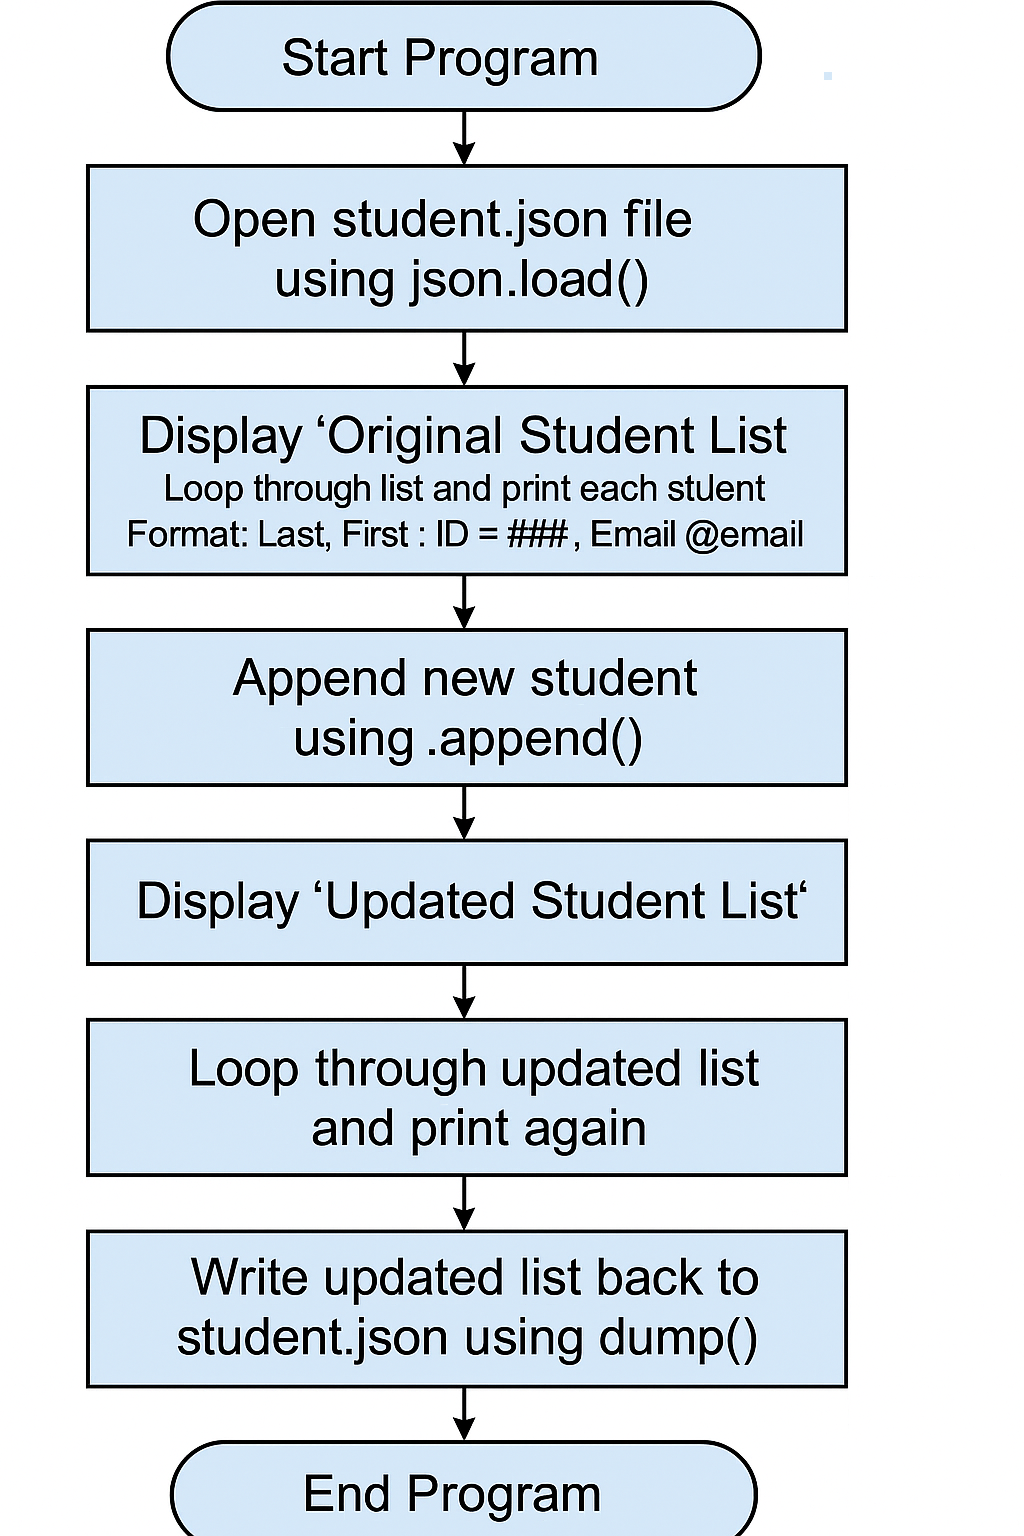 Start Program
Open student.json file
using json.load()
Display ‘Original Student List
Loop through list and print each stuent
Format: Last, First : ID = ###, Email @email
Append new student
using .append()
Display ‘Updated Student List‘
Loop through updated list
and print again
Write updated list back to
student.json using dump()
End Program